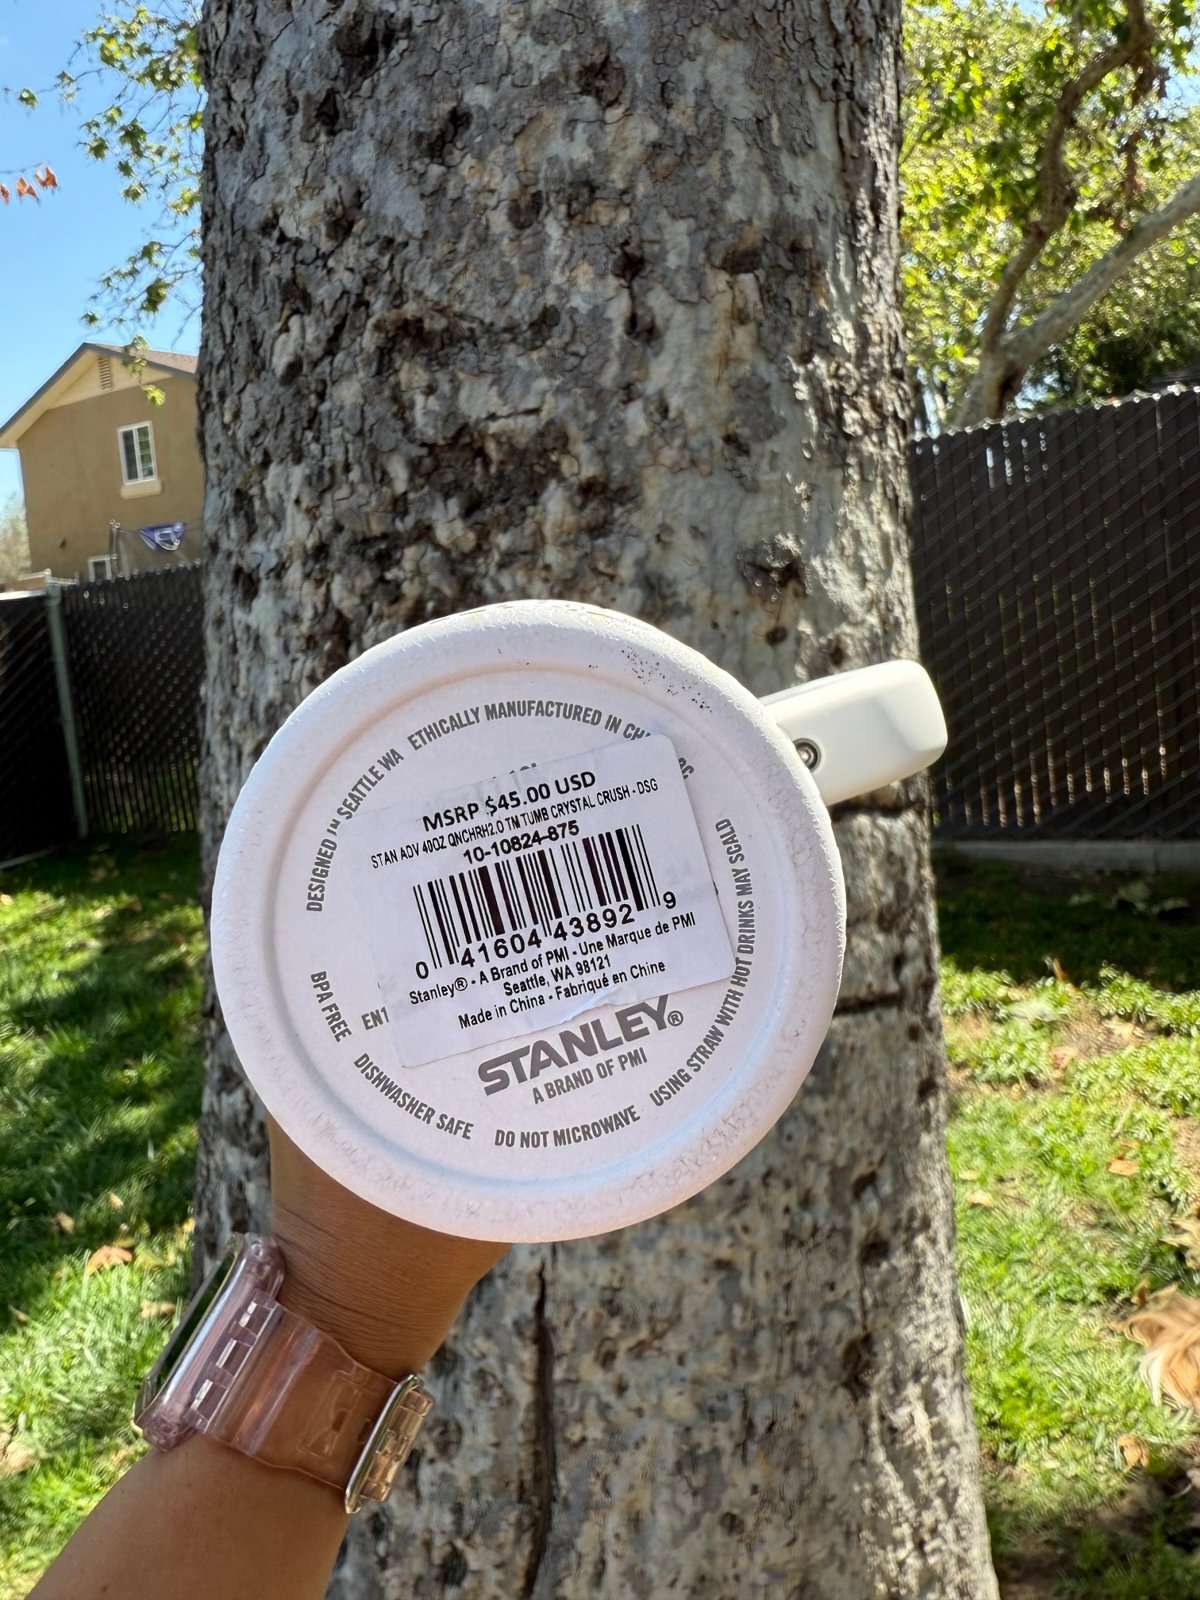 DESIGNED IN SEATTLE WA
ETHICALLY MANUFACTURED IN
MSRP $45.00 USD
STAN ADV 40OZ QNCHRH2.0 TM TUMB CRYSTAL CRUSH - DSG
10-10824-875
0 41604 43892 9
Stanley® - A Brand of PMI - Une Marque de PMI
Seattle, WA 98121
Made in China - Fabriqué en Chine
EN1
STANLEY®
A BRAND OF PMI
BPA FREE
DISHWASHER SAFE
DO NOT MICROWAVE
USING STRAW WITH HOT DRINKS MAY SCALD